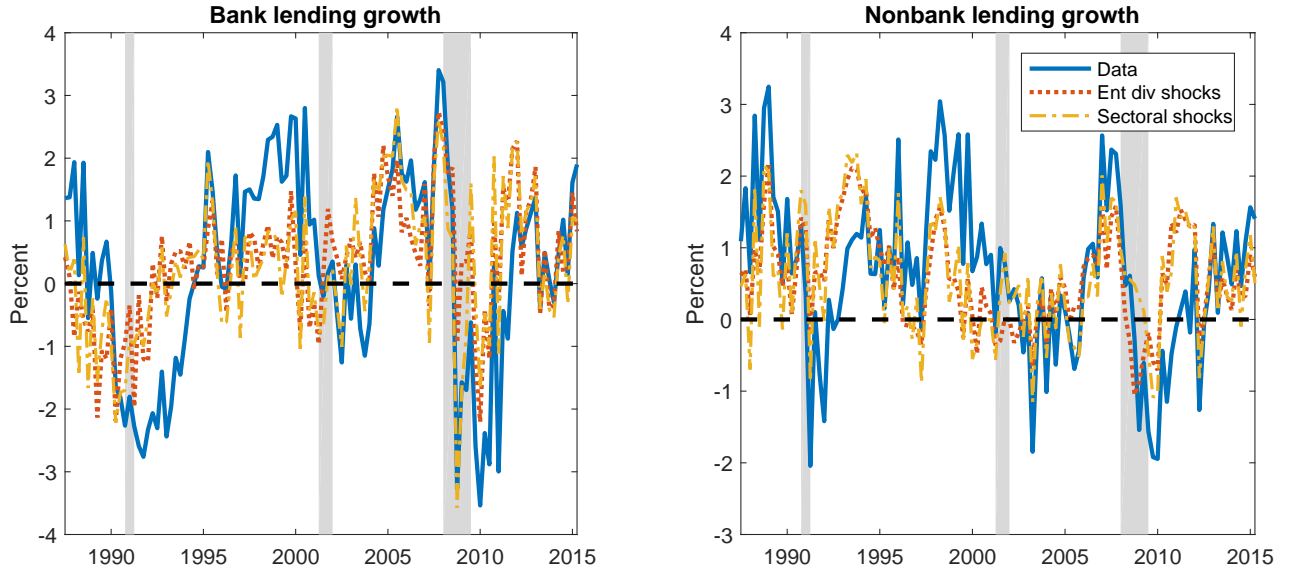 Bank lending growth
4
3
2
1
0
-1
-2
-3
-4
Percent
1990 1995 2000 2005 2010 2015
Nonbank lending growth
4
3
2
1
0
-1
-2
-3
Percent
Data
Ent div shocks
Sectoral shocks
1990 1995 2000 2005 2010 2015